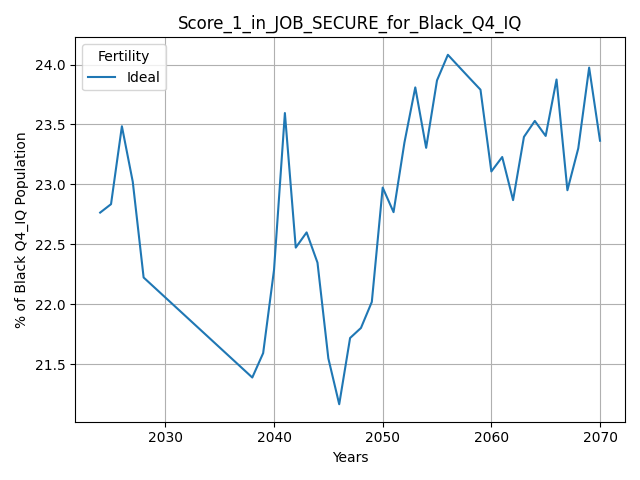 Score_1_in_JOB_SECURE_for_Black_Q4_IQ
Fertility
Ideal
% of Black Q4_IQ Population
24.0
23.5
23.0
22.5
22.0
21.5
2030
2040
2050
2060
2070
Years